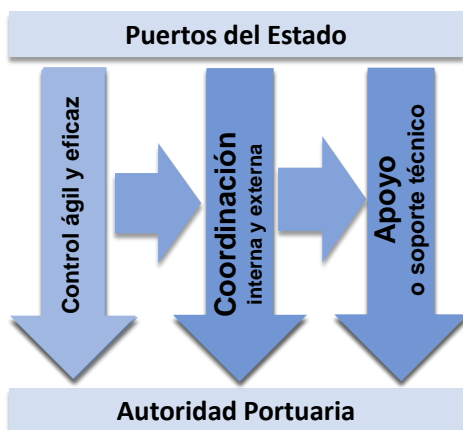 Puertos del Estado
Control ágil y eficaz
Coordinación
interna y externa
Apoyo
o soporte técnico
Autoridad Portuaria